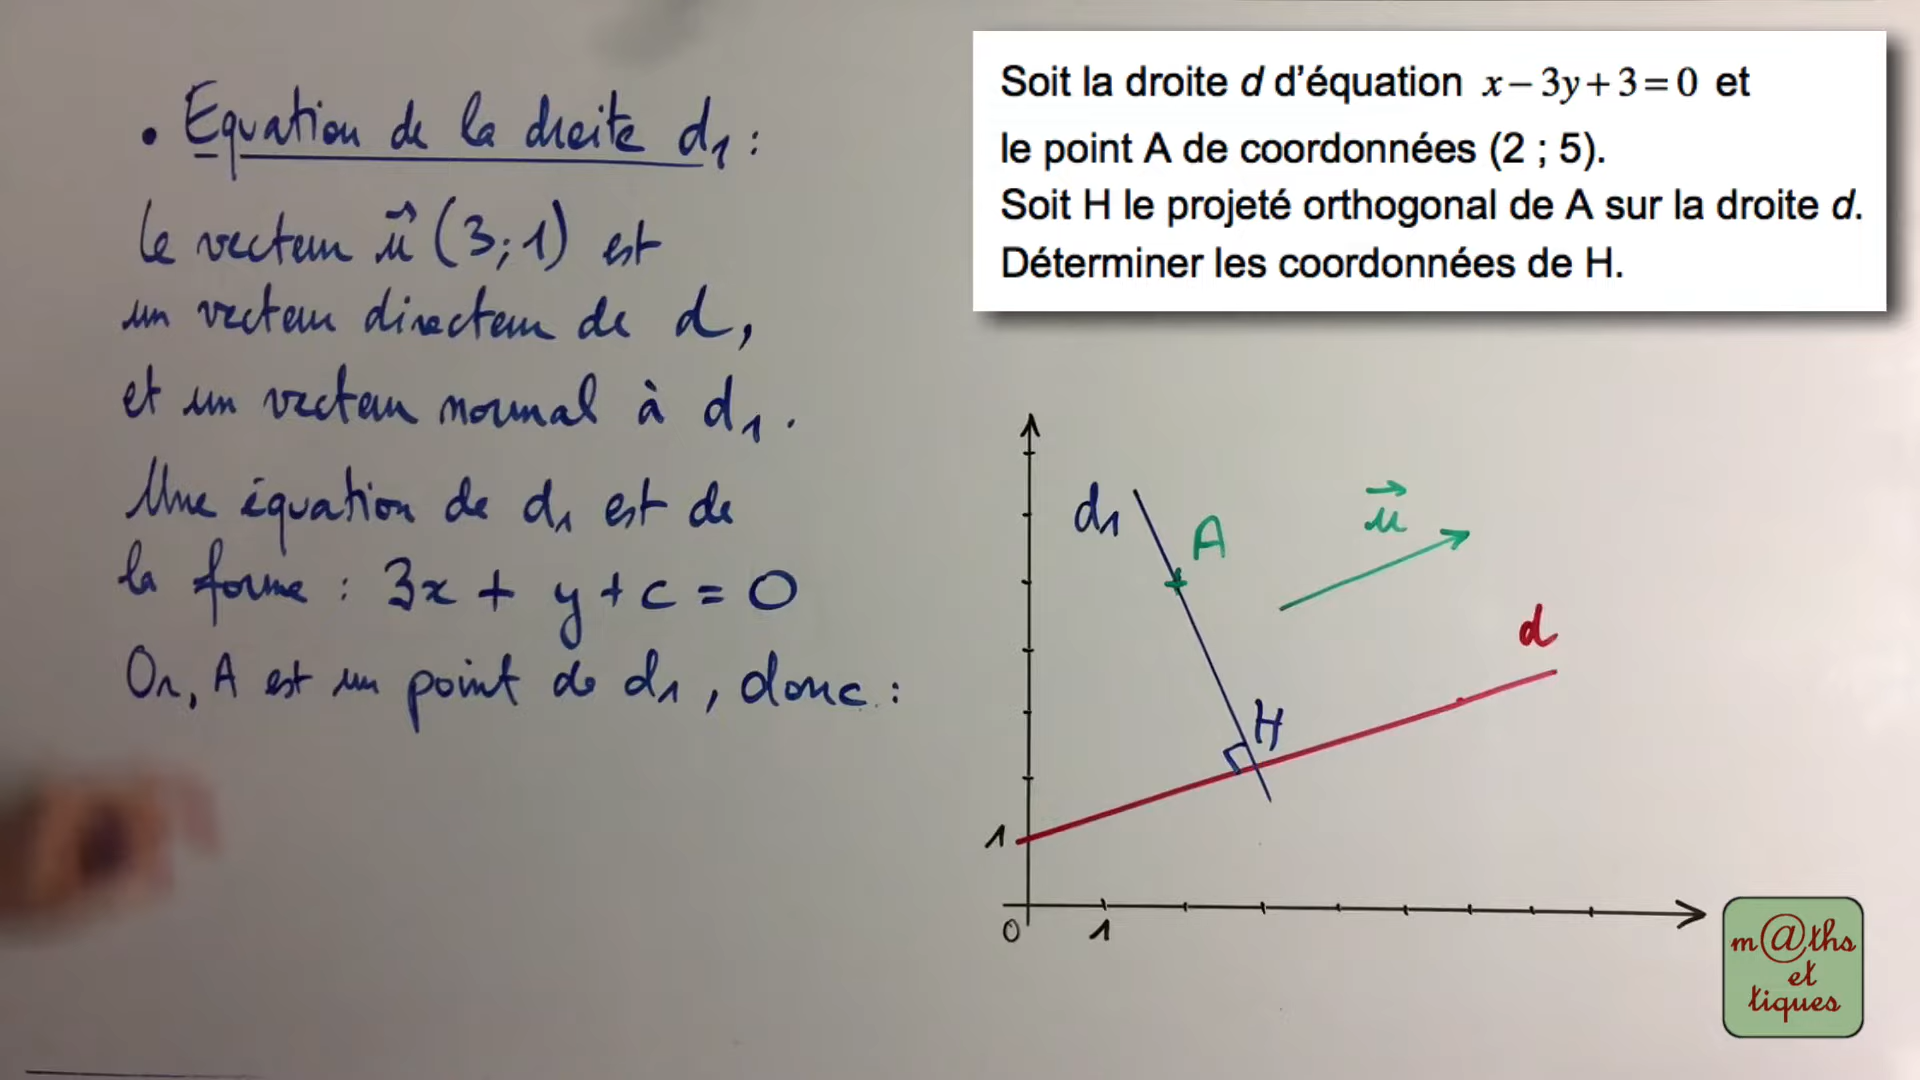 • Equation de la droite d1 :
Le vecteur u⃗ (3;1) est
un vecteur directeur de d,
et un vecteur normal à d1.
Une équation de d1 est de
la forme : 3x + y + c = 0
Or, A est un point de d1, donc :
Soit la droite d d'équation x – 3y + 3 = 0 et
le point A de coordonnées (2 ; 5).
Soit H le projeté orthogonal de A sur la droite d.
Déterminer les coordonnées de H.
d1
A
u⃗
d
H
1
0
1
m@ths
et
tiques